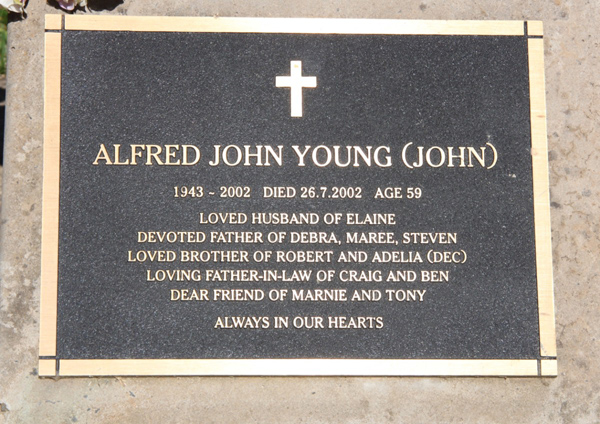 ALFRED JOHN YOUNG (JOHN)
1943 ~ 2002 DIED 26.7.2002 AGE 59
LOVED HUSBAND OF ELAINE
DEVOTED FATHER OF DEBRA, MAREE, STEVEN
LOVED BROTHER OF ROBERT AND ADELIA (DEC)
LOVING FATHER-IN-LAW OF CRAIG AND BEN
DEAR FRIEND OF MARNIE AND TONY
ALWAYS IN OUR HEARTS